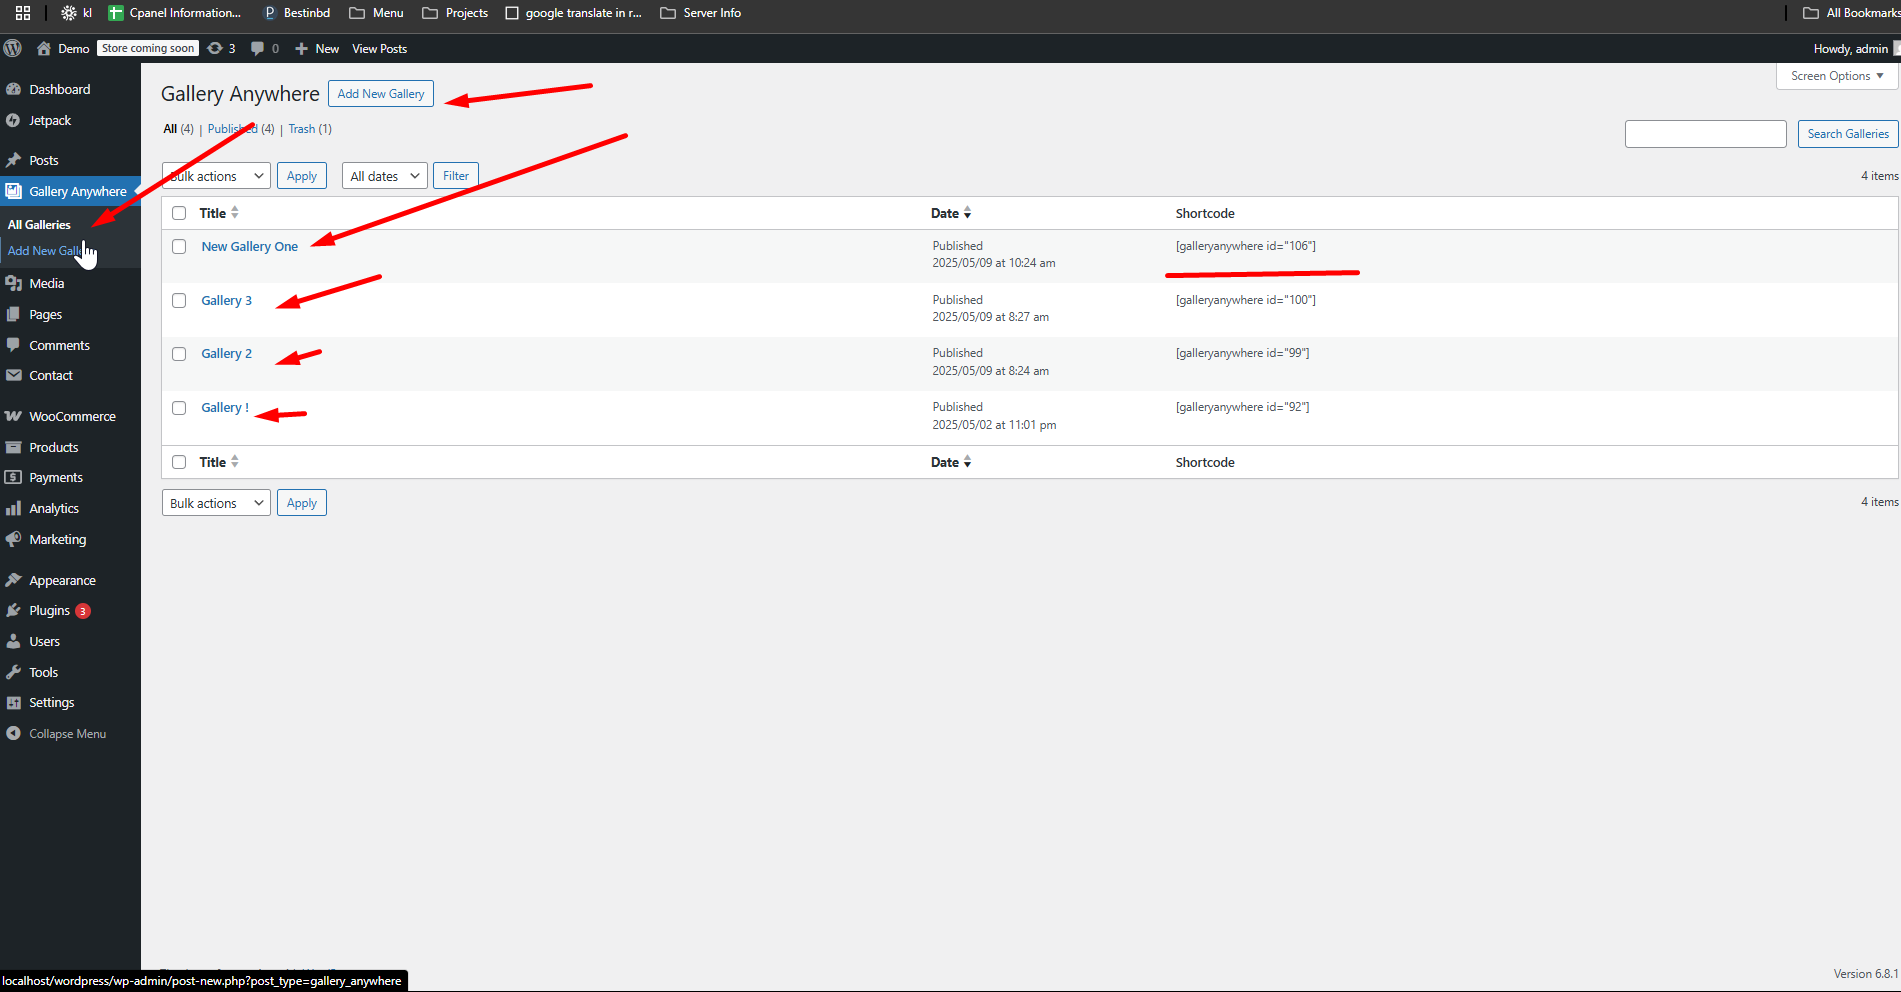 kl Cpanel Information... Bestinbd Menu Projects google translate in r... Server Info All Bookmarks
Demo Store coming soon 3 0 New View Posts Howdy, admin
Screen Options
Dashboard
Jetpack
Posts
Gallery Anywhere
All Galleries
Add New Gall
Media
Pages
Comments
Contact
WooCommerce
Products
Payments
Analytics
Marketing
Appearance
Plugins 3
Users
Tools
Settings
Collapse Menu
Gallery Anywhere Add New Gallery
All (4) | Published (4) | Trash (1)
Search Galleries
Bulk actions Apply All dates Filter 4 items
Title Date Shortcode
New Gallery One Published [galleryanywhere id="106"]
2025/05/09 at 10:24 am
Gallery 3 Published [galleryanywhere id="100"]
2025/05/09 at 8:27 am
Gallery 2 Published [galleryanywhere id="99"]
2025/05/09 at 8:24 am
Gallery ! Published [galleryanywhere id="92"]
2025/05/02 at 11:01 pm
Title Date Shortcode
Bulk actions Apply 4 items
Version 6.8.1
localhost/wordpress/wp-admin/post-new.php?post_type=gallery_anywhere